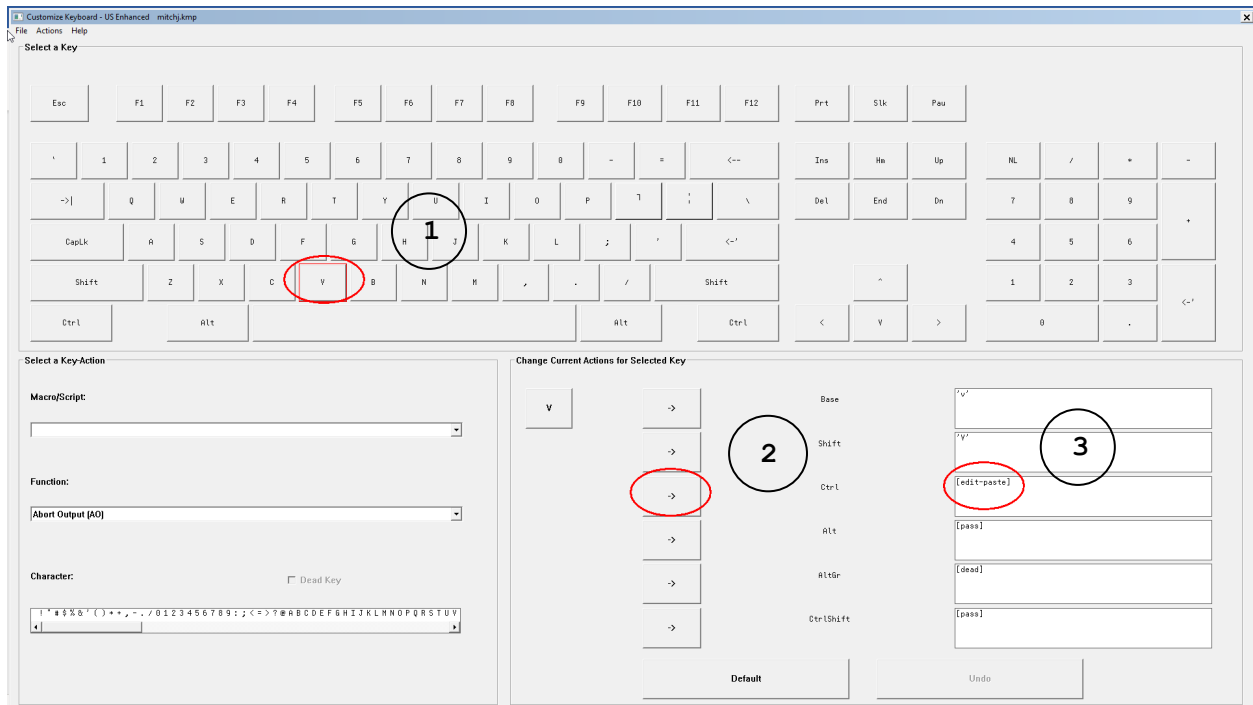 Customize Keyboard - US Enhanced mitchj.kmp
File Actions Help
Select a Key
Esc F1 F2 F3 F4 F5 F6 F7 F8 F9 F10 F11 F12 Prt Slk Pau
` 1 2 3 4 5 6 7 8 9 0 - = <-- Ins Hm Up NL / * -
->| Q W E R T Y U I O P ┐ ¦ \ Del End Dn 7 8 9 +
CapLk A S D F G H J K L ; ' <-' 4 5 6
1
Shift Z X C V B N M , . / Shift ^ 1 2 3 <-'
Ctrl Alt Alt Ctrl < V > 0 .
Select a Key-Action
Macro/Script:
Function:
Abort Output [AO]
Character:
Dead Key
! " # $ % & ' ( ) * + , - . / 0 1 2 3 4 5 6 7 8 9 : ; < = > ? @ A B C D E F G H I J K L M N O P Q R S T U V
Change Current Actions for Selected Key
V -> Base 'v'
-> Shift 'V'
2
3
-> Ctrl [edit-paste]
-> Alt [pass]
-> AltGr [dead]
-> CtrlShift [pass]
Default Undo